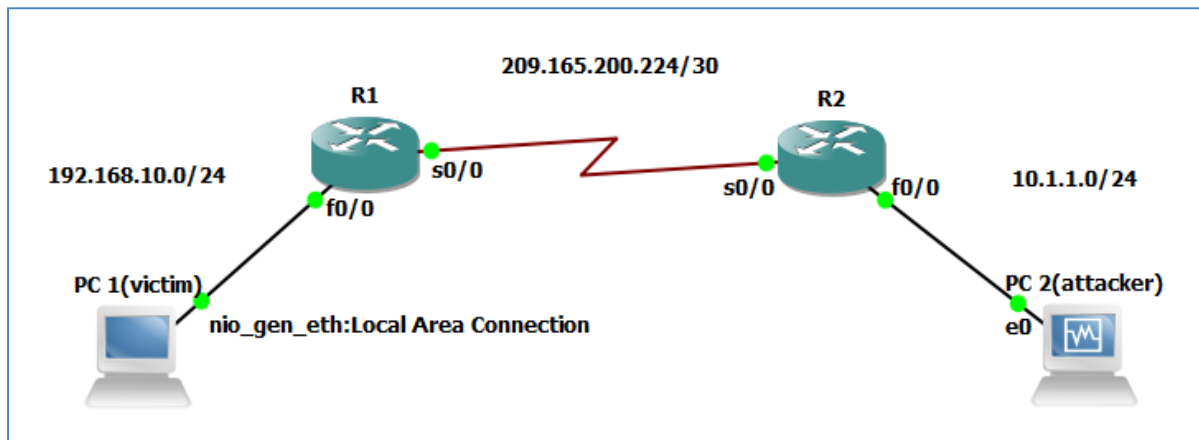 209.165.200.224/30
R1
R2
192.168.10.0/24
s0/0
s0/0
10.1.1.0/24
f0/0
f0/0
PC 1(victim)
PC 2(attacker)
nio_gen_eth:Local Area Connection
e0